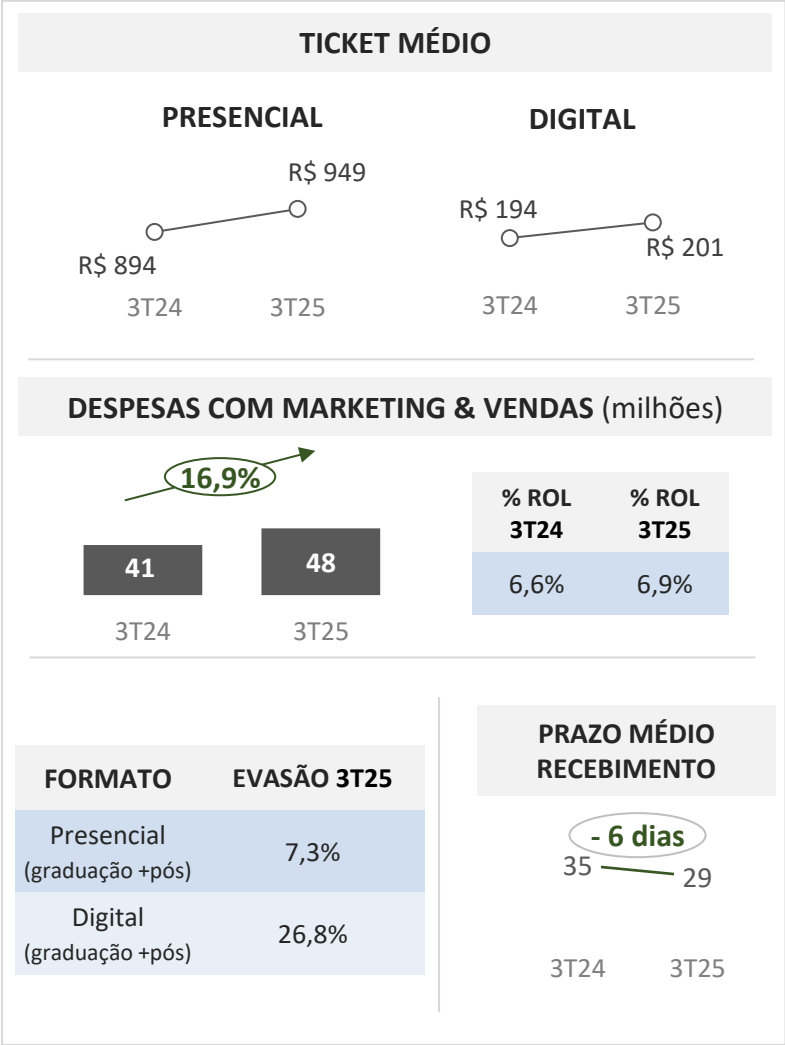 TICKET MÉDIO
PRESENCIAL
R$ 949
R$ 894
3T24 3T25
DIGITAL
R$ 194
R$ 201
3T24 3T25
DESPESAS COM MARKETING & VENDAS (milhões)
16,9%
41 48
3T24 3T25
% ROL % ROL
3T24 3T25
6,6% 6,9%
FORMATO EVASÃO 3T25
Presencial
(graduação +pós)
7,3%
Digital
(graduação +pós)
26,8%
PRAZO MÉDIO
RECEBIMENTO
- 6 dias
35 29
3T24 3T25